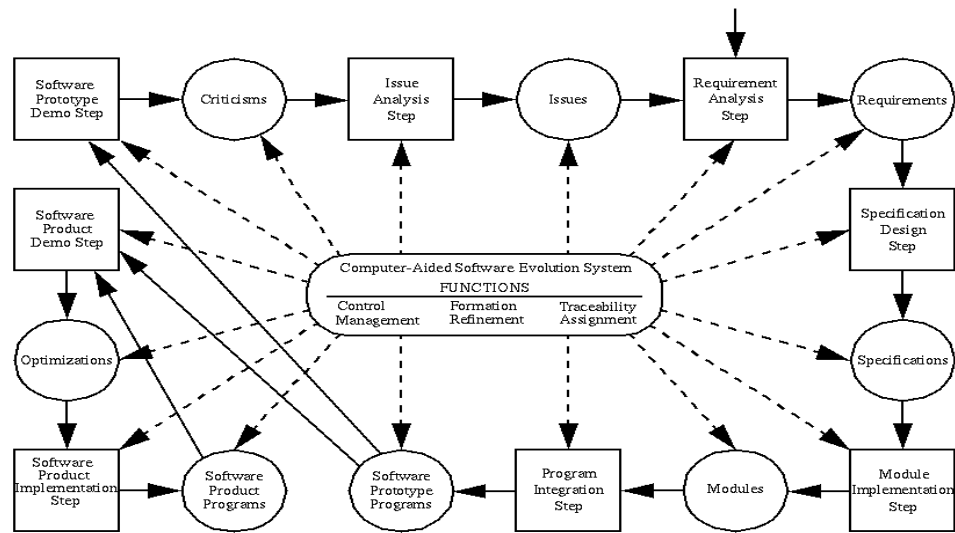 Software
Prototype
Demo Step
Criticisms
Issue
Analysis
Step
Issues
Requirement
Analysis
Step
Requirements
Software
Product
Demo Step
Specification
Design
Step
Computer-Aided Software Evolution System
FUNCTIONS
Control
Management
Formation
Refinement
Traceability
Assignment
Optimizations
Specifications
Software
Product
Implementation
Step
Software
Product
Programs
Software
Prototype
Programs
Program
Integration
Step
Modules
Module
Implementation
Step